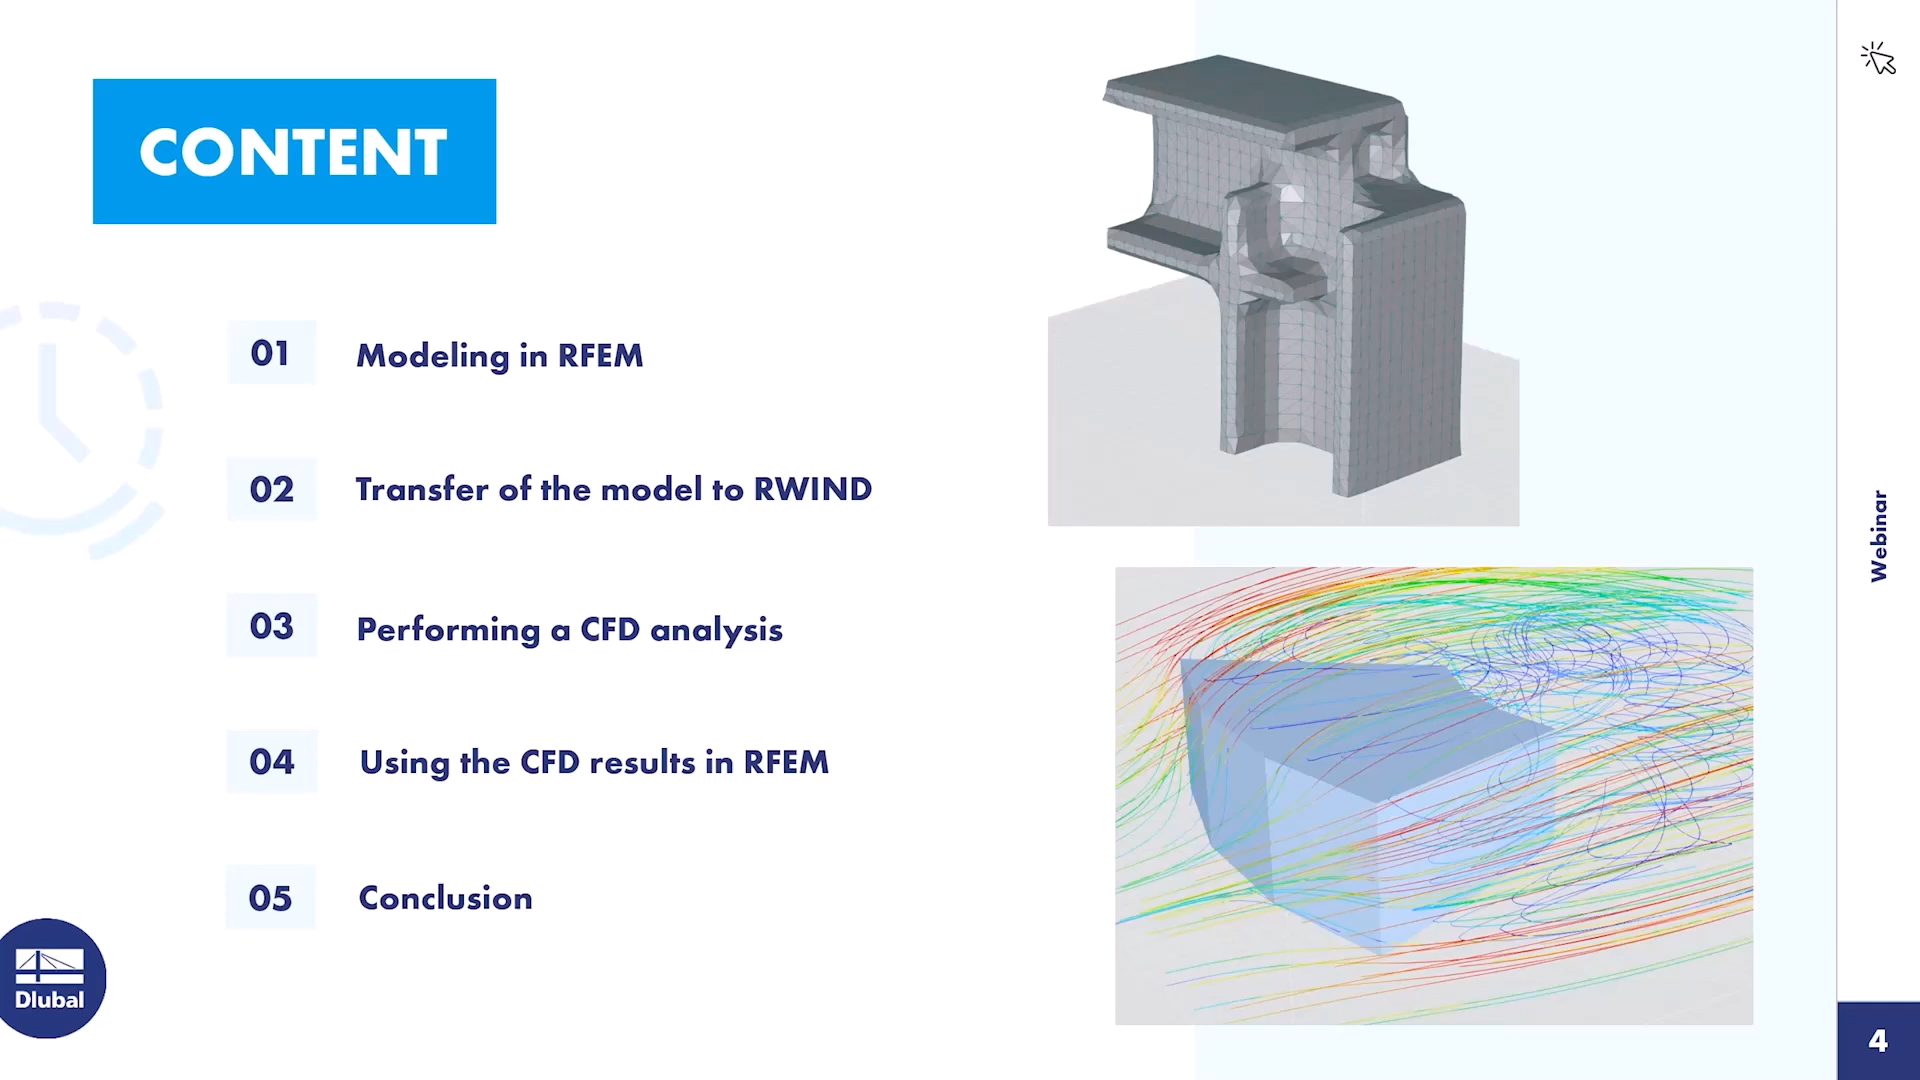 CONTENT
01 Modeling in RFEM
02 Transfer of the model to RWIND
03 Performing a CFD analysis
04 Using the CFD results in RFEM
05 Conclusion
Dlubal
Webinar
4